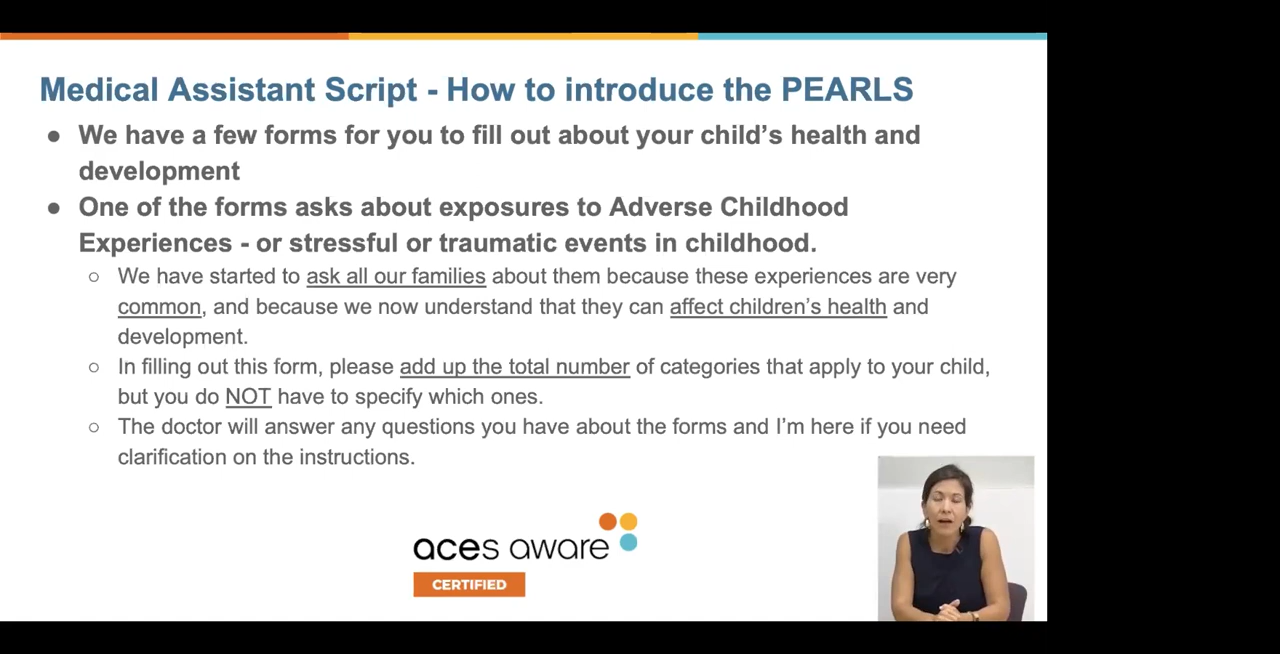 Medical Assistant Script - How to introduce the PEARLS
● We have a few forms for you to fill out about your child’s health and
development
● One of the forms asks about exposures to Adverse Childhood
Experiences - or stressful or traumatic events in childhood.
○ We have started to ask all our families about them because these experiences are very
common, and because we now understand that they can affect children’s health and
development.
○ In filling out this form, please add up the total number of categories that apply to your child,
but you do NOT have to specify which ones.
○ The doctor will answer any questions you have about the forms and I’m here if you need
clarification on the instructions.
aces aware
CERTIFIED